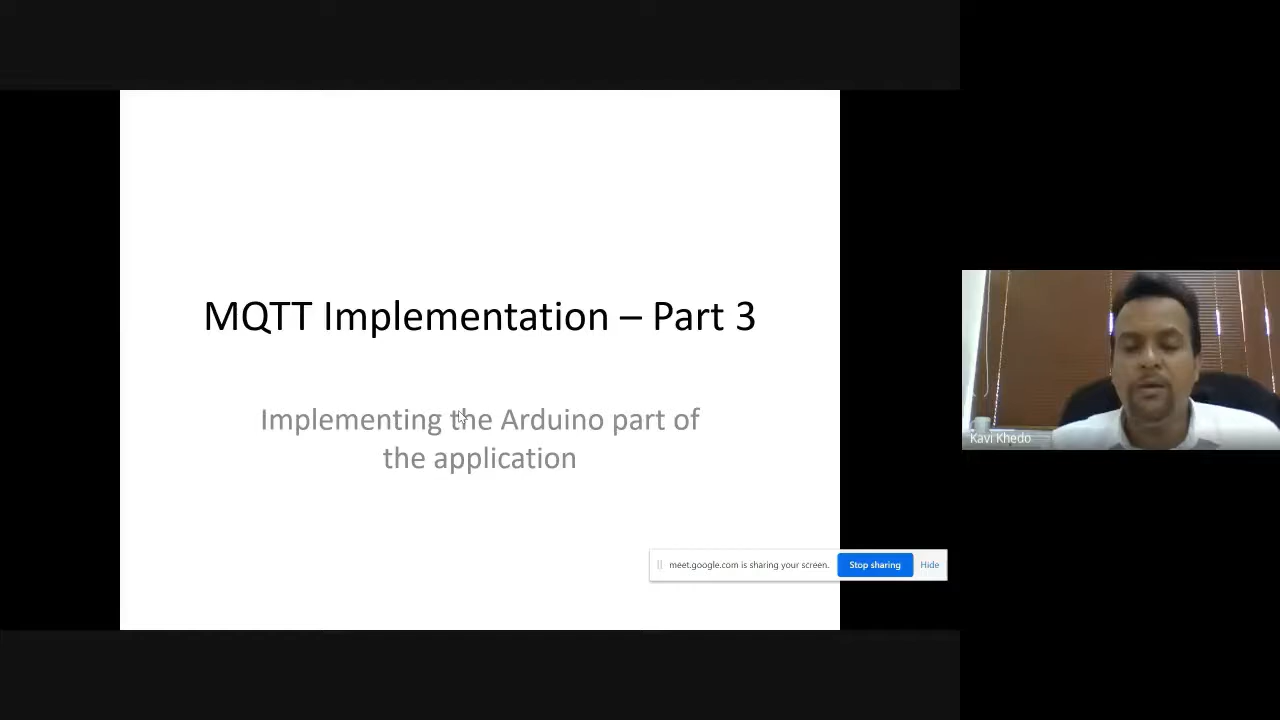 MQTT Implementation – Part 3
Implementing the Arduino part of
the application
meet.google.com is sharing your screen. Stop sharing Hide
Kavi Khedo